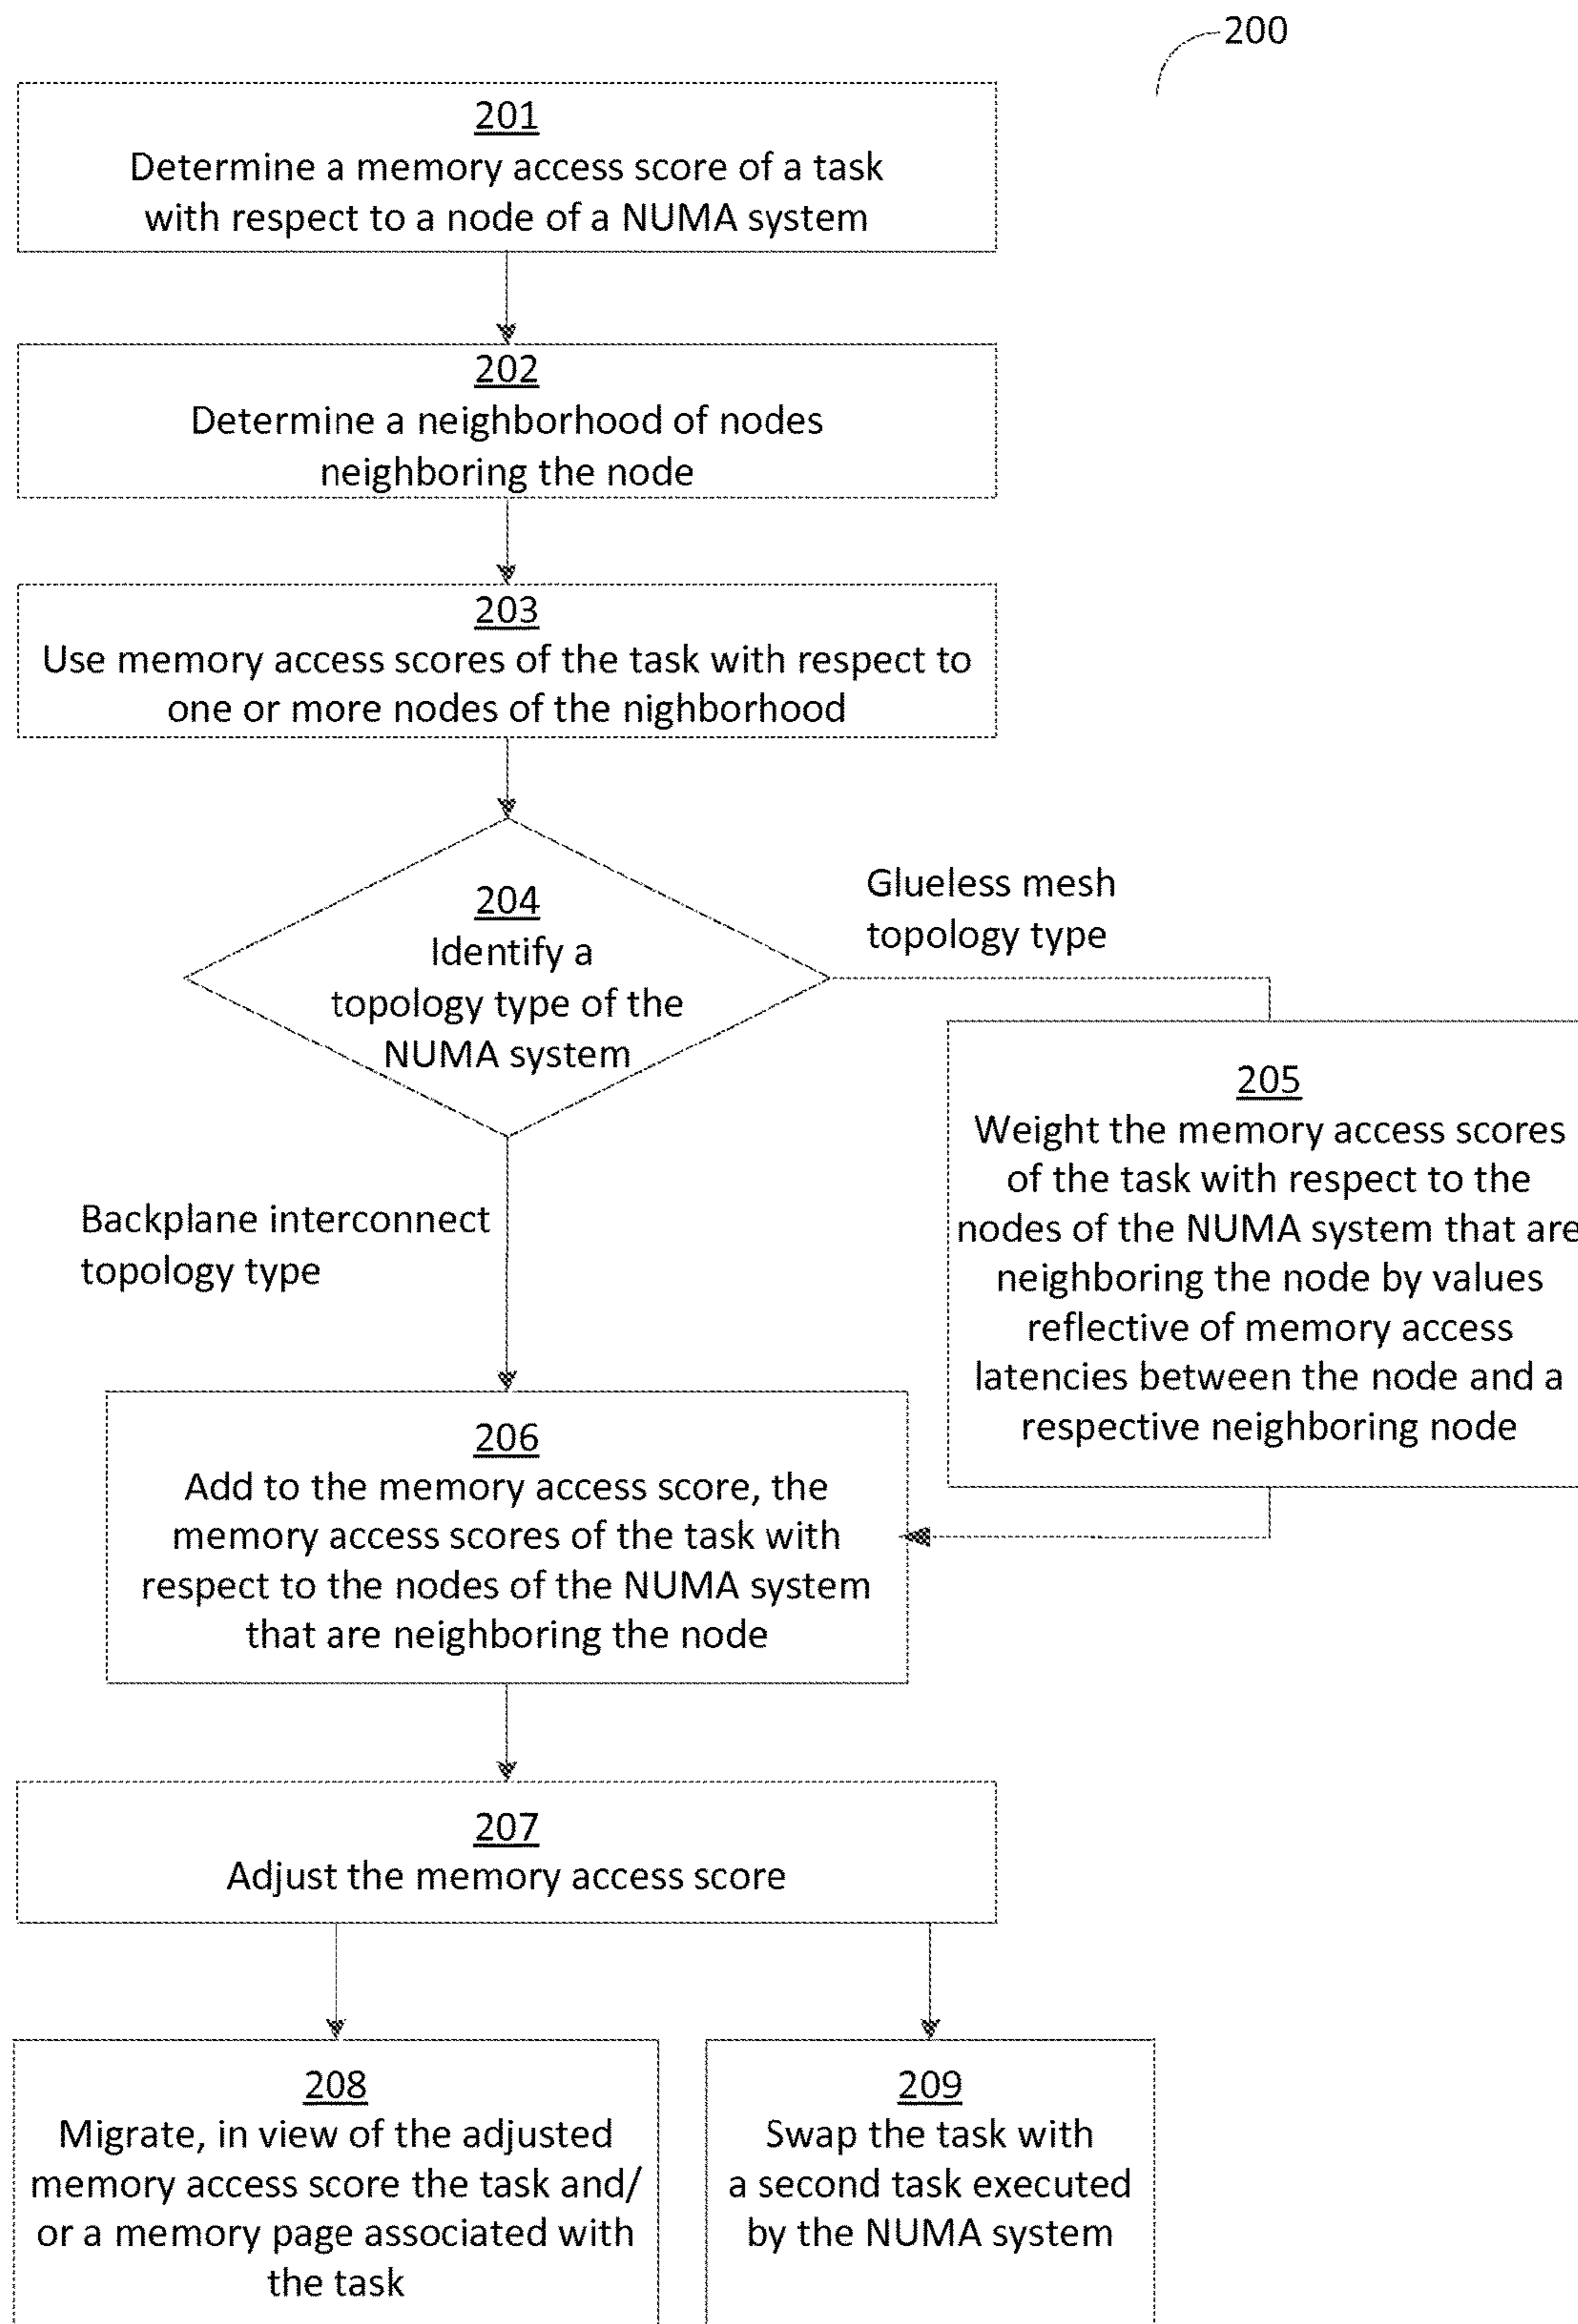 200
201
Determine a memory access score of a task
with respect to a node of a NUMA system
202
Determine a neighborhood of nodes
neighboring the node
203
Use memory access scores of the task with respect to
one or more nodes of the nighborhood
204
Identify a
topology type of the
NUMA system
Glueless mesh
topology type
205
Weight the memory access scores
of the task with respect to the
nodes of the NUMA system that are
neighboring the node by values
reflective of memory access
latencies between the node and a
respective neighboring node
Backplane interconnect
topology type
206
Add to the memory access score, the
memory access scores of the task with
respect to the nodes of the NUMA system
that are neighboring the node
207
Adjust the memory access score
208
Migrate, in view of the adjusted
memory access score the task and/
or a memory page associated with
the task
209
Swap the task with
a second task executed
by the NUMA system